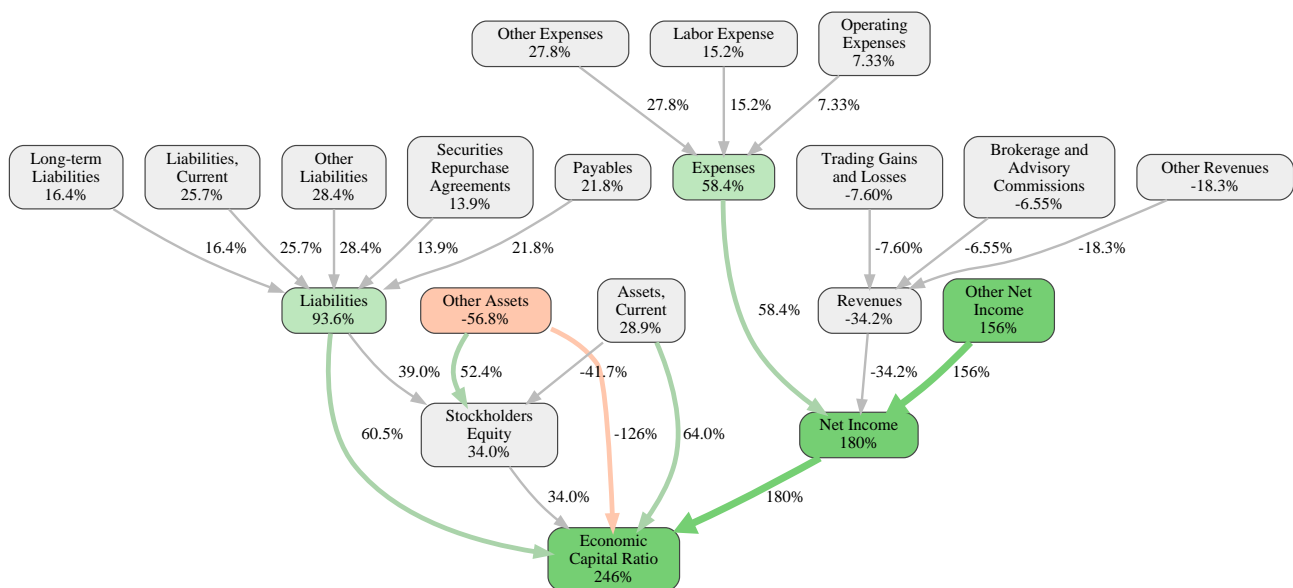 Other Expenses
27.8%
Labor Expense
15.2%
Operating
Expenses
7.33%
27.8%
15.2%
7.33%
Long-term
Liabilities
16.4%
Liabilities,
Current
25.7%
Other
Liabilities
28.4%
Securities
Repurchase
Agreements
13.9%
Payables
21.8%
Expenses
58.4%
Trading Gains
and Losses
-7.60%
Brokerage and
Advisory
Commissions
-6.55%
Other Revenues
-18.3%
16.4%
25.7%
28.4%
13.9%
21.8%
-7.60%
-6.55%
-18.3%
Liabilities
93.6%
Other Assets
-56.8%
Assets,
Current
28.9%
58.4%
Revenues
-34.2%
Other Net
Income
156%
39.0%
52.4%
-41.7%
-34.2%
156%
60.5%
Stockholders
Equity
34.0%
-126%
64.0%
Net Income
180%
34.0%
180%
Economic
Capital Ratio
246%